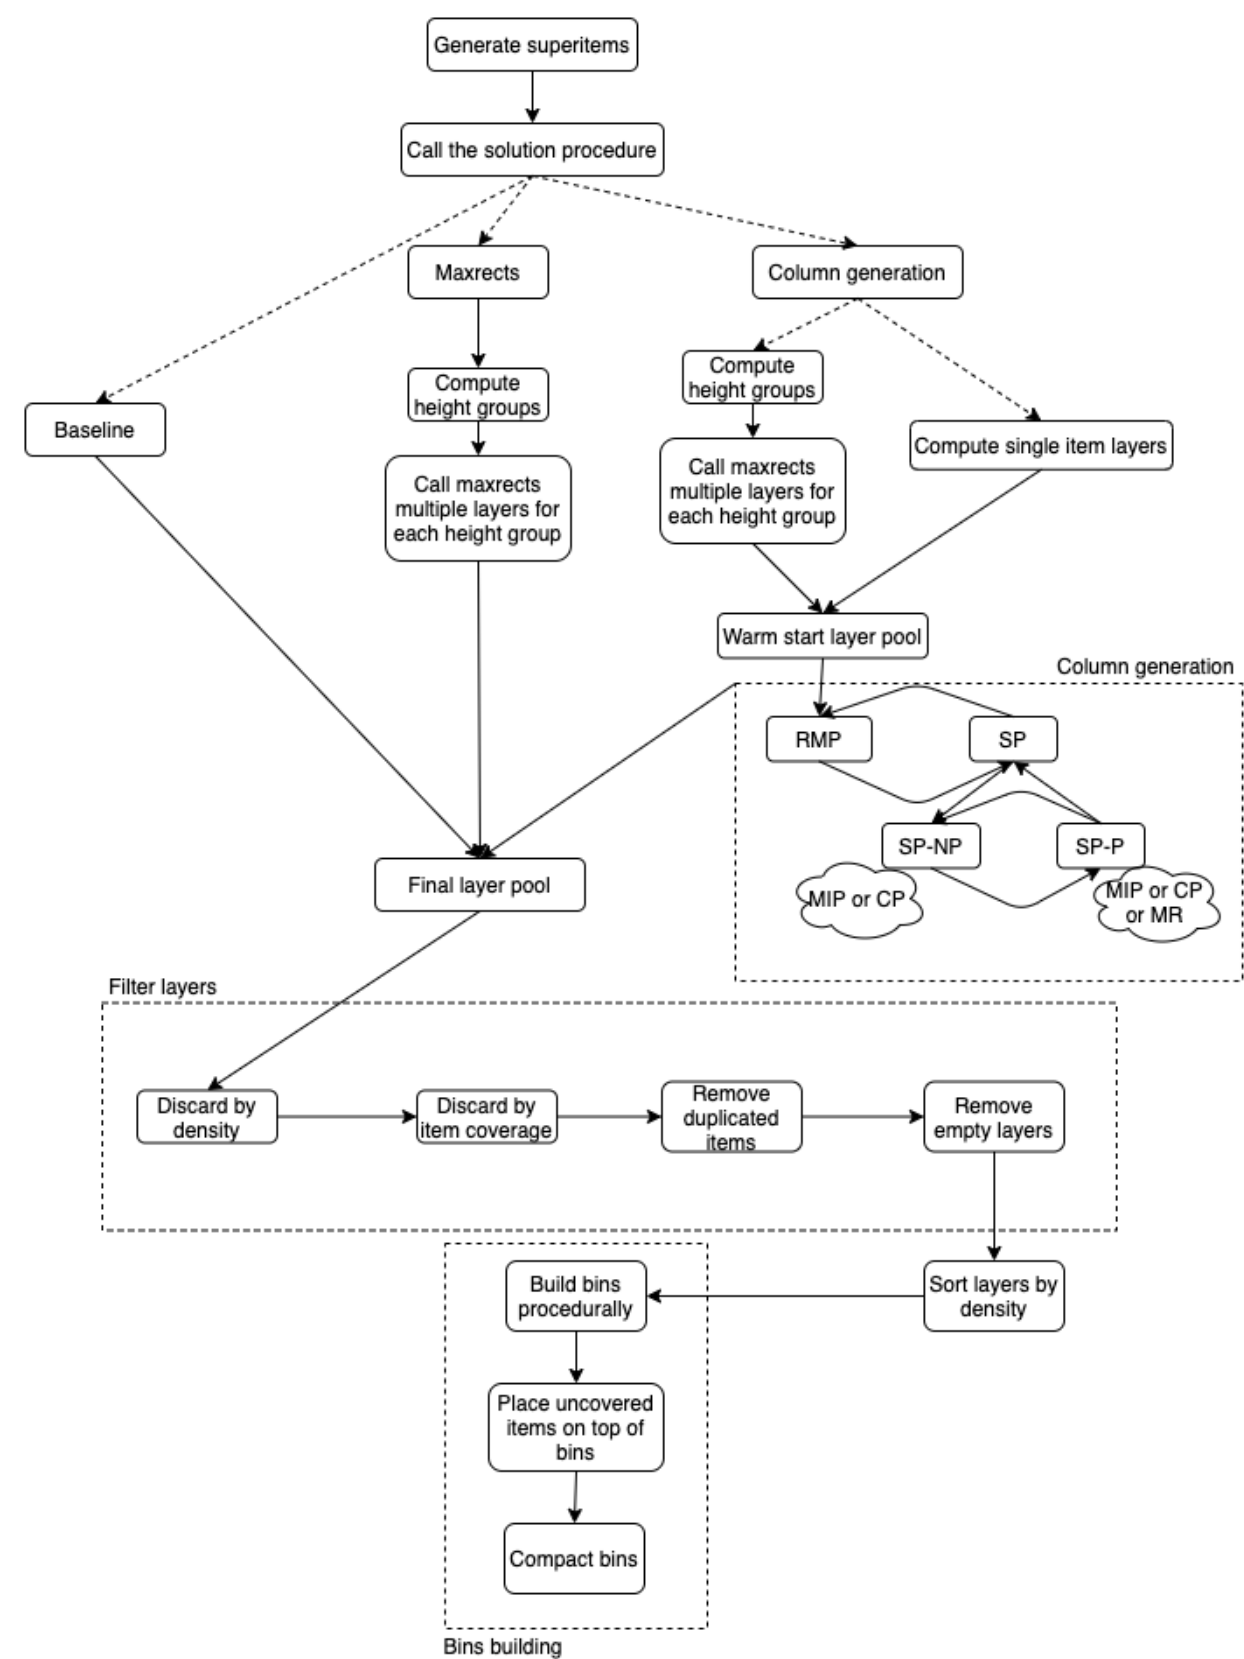 Generate superitems
Call the solution procedure
Maxrects
Column generation
Compute
height groups
Compute
height groups
Baseline
Compute single item layers
Call maxrects
multiple layers for
each height group
Call maxrects
multiple layers for
each height group
Warm start layer pool
Column generation
RMP
SP
SP-NP
SP-P
MIP or CP
MIP or CP
or MR
Final layer pool
Filter layers
Discard by
density
Discard by
item coverage
Remove
duplicated
items
Remove
empty layers
Build bins
procedurally
Sort layers by
density
Place uncovered
items on top of
bins
Compact bins
Bins building